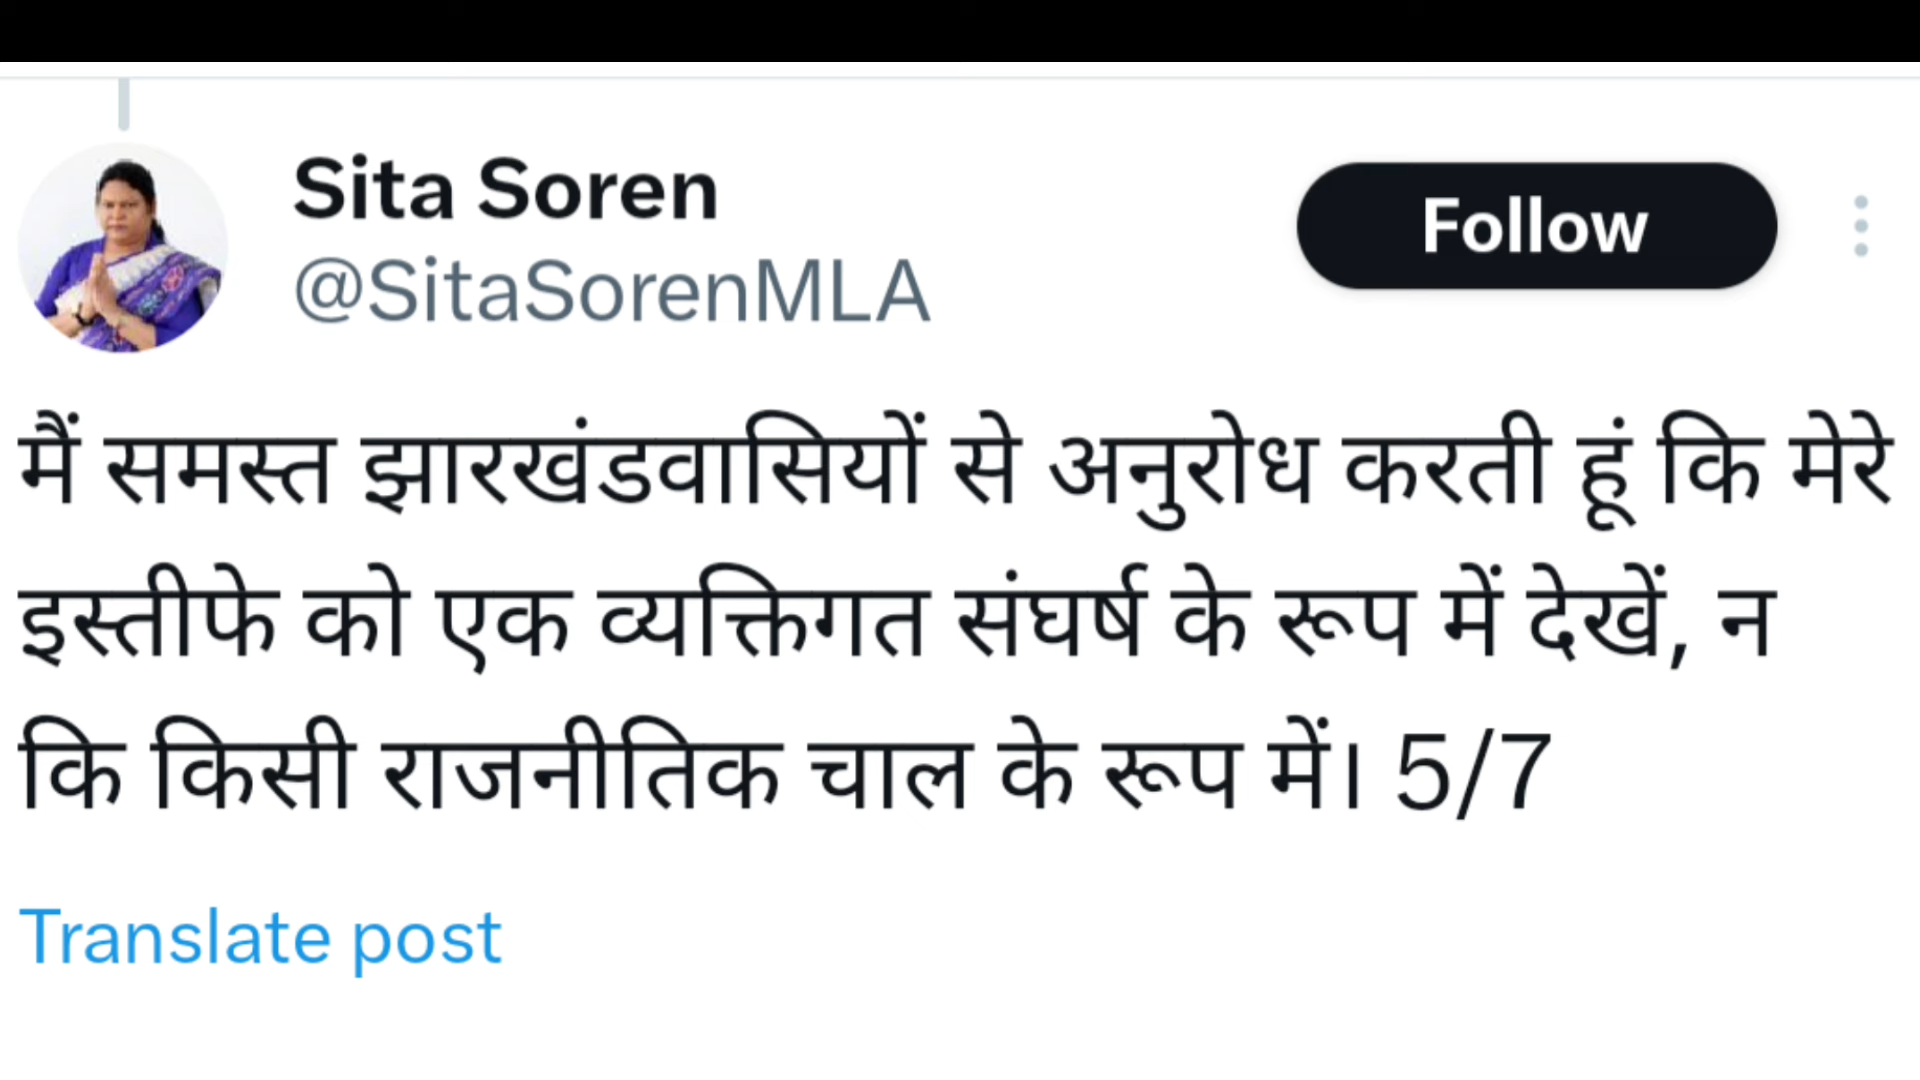 Sita Soren
Follow
@SitaSorenMLA
मैं समस्त झारखंडवासियों से अनुरोध करती हूं कि मेरे
इस्तीफे को एक व्यक्तिगत संघर्ष के रूप में देखें, न
कि किसी राजनीतिक चाल के रूप में। 5/7
Translate post